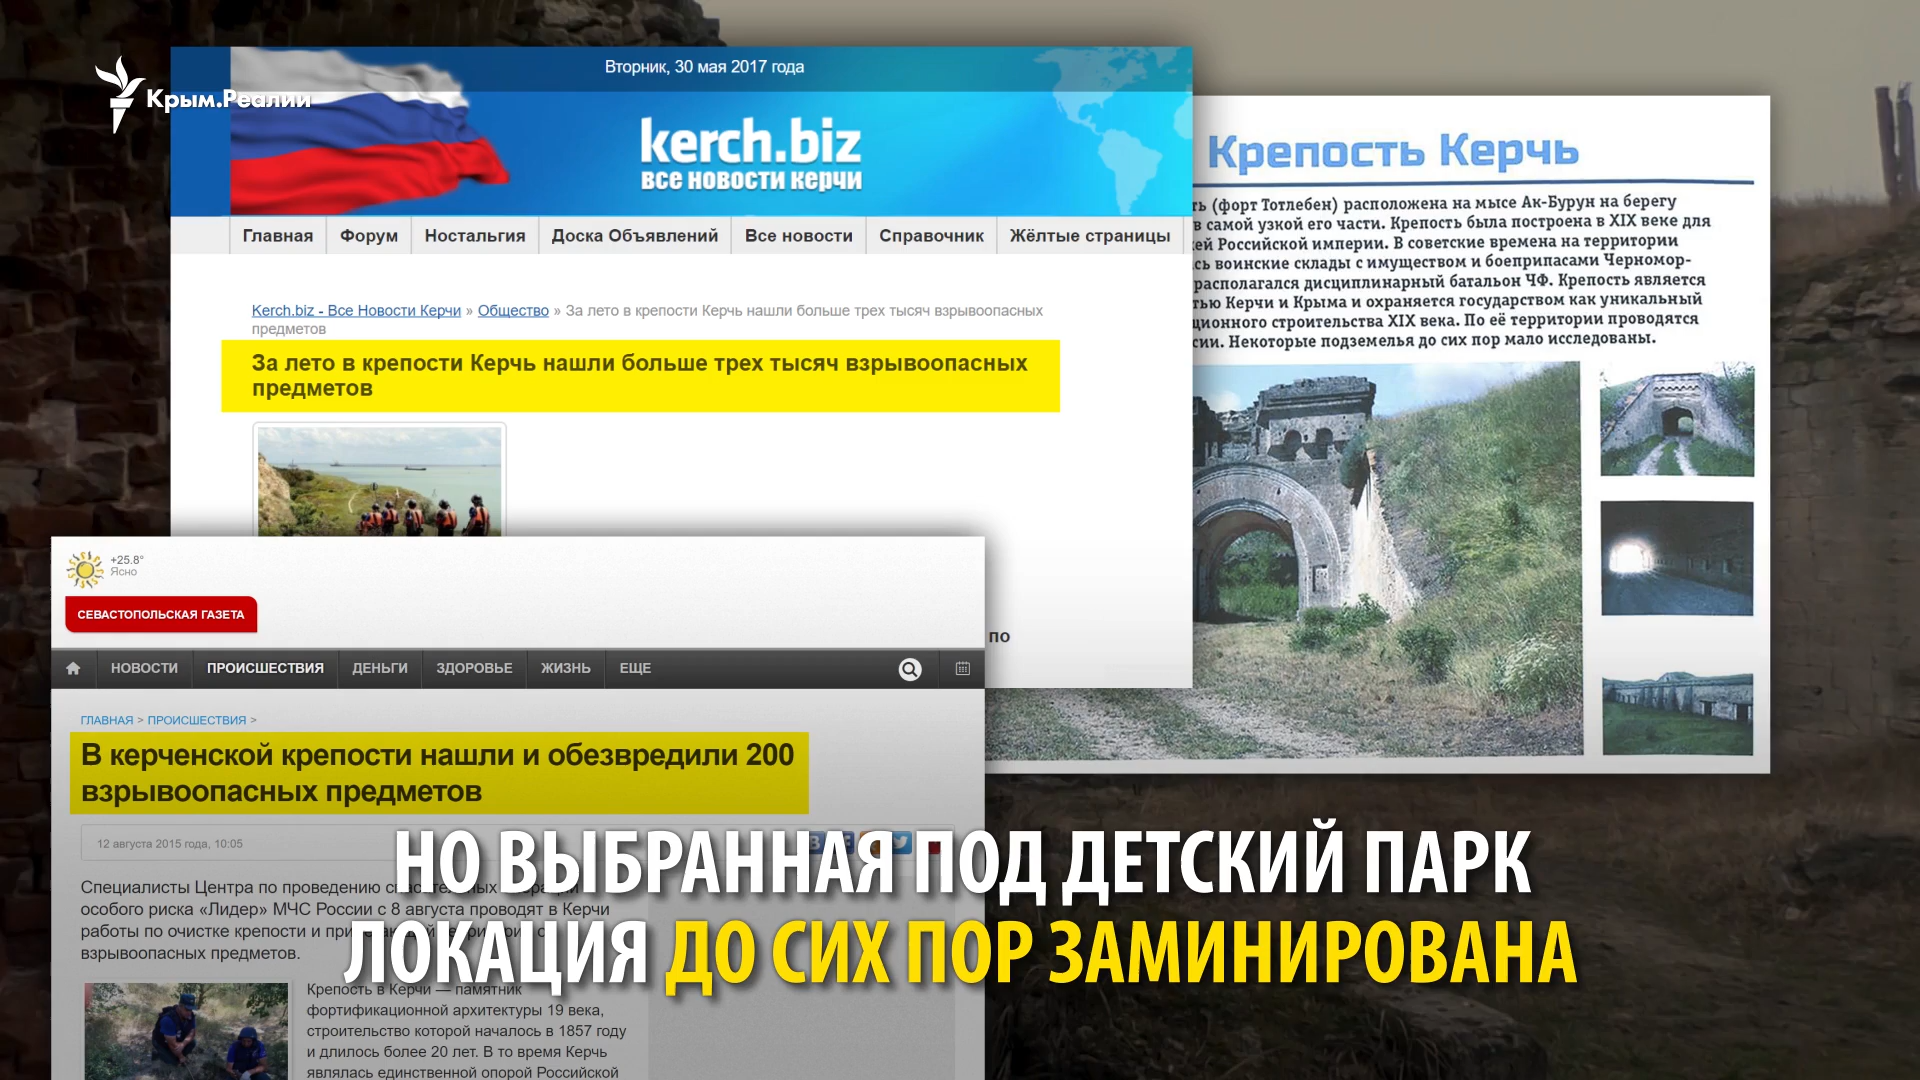 Крым.Реалии
Вторник, 30 мая 2017 года
kerch.biz
все новости керчи
Главная Форум Ностальгия Доска Объявлений Все новости Справочник Жёлтые страницы
Kerch.biz - Все Новости Керчи » Общество » За лето в крепости Керчь нашли больше трех тысяч взрывоопасных
предметов
За лето в крепости Керчь нашли больше трех тысяч взрывоопасных
предметов
по
Крепость Керчь
ть (форт Тотлебен) расположена на мысе Ак-Бурун на берегу
в самой узкой его части. Крепость была построена в XIX веке для
ей Российской империи. В советские времена на территории
сь воинские склады с имуществом и боеприпасами Черномор-
располагался дисциплинарный батальон ЧФ. Крепость является
тью Керчи и Крыма и охраняется государством как уникальный
ционного строительства XIX века. По её территории проводятся
сии. Некоторые подземелья до сих пор мало исследованы.
+25.8°
Ясно
СЕВАСТОПОЛЬСКАЯ ГАЗЕТА
НОВОСТИ ПРОИСШЕСТВИЯ ДЕНЬГИ ЗДОРОВЬЕ ЖИЗНЬ ЕЩЕ
ГЛАВНАЯ > ПРОИСШЕСТВИЯ >
В керченской крепости нашли и обезвредили 200
взрывоопасных предметов
12 августа 2015 года, 10:05
Специалисты Центра по проведению
особого риска «Лидер» МЧС России с 8 августа проводят в Керчи
работы по очистке крепости и
взрывоопасных предметов.
Крепость в Керчи — памятник
фортификационной архитектуры 19 века,
строительство которой началось в 1857 году
и длилось более 20 лет. В то время Керчь
являлась единственной опорой Российской
НО ВЫБРАННАЯ ПОД ДЕТСКИЙ ПАРК
ЛОКАЦИЯ ДО СИХ ПОР ЗАМИНИРОВАНА